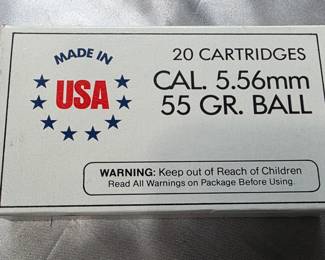 MADE IN
USA
20 CARTRIDGES
CAL. 5.56mm
55 GR. BALL
WARNING: Keep out of Reach of Children
Read All Warnings on Package Before Using.